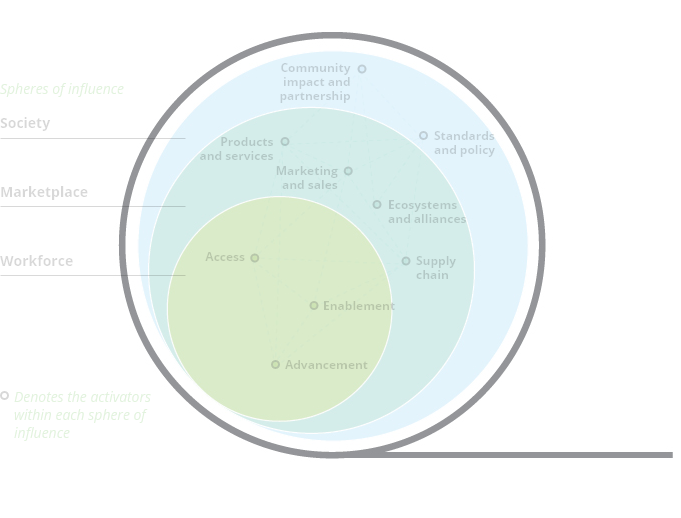 Spheres of influence
Society
Marketplace
Workforce
Denotes the activators
within each sphere of
influence
Community
impact and
partnership
Standards
and policy
Products
and services
Marketing
and sales
Ecosystems
and alliances
Supply
chain
Access
Enablement
Advancement